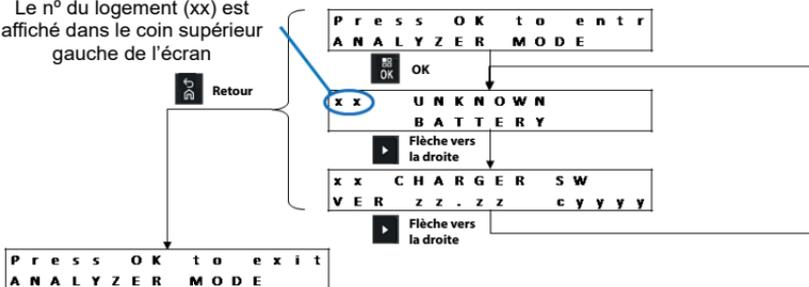 Le nº du logement (xx) est
affiché dans le coin supérieur
gauche de l'écran
Press OK to entr
ANALYZER MODE
OK OK
Retour
xx UNKNOWN
BATTERY
Flèche vers
la droite
xx CHARGER SW
VER zz.zz cyyyy
Flèche vers
la droite
Press OK to exit
ANALYZER MODE